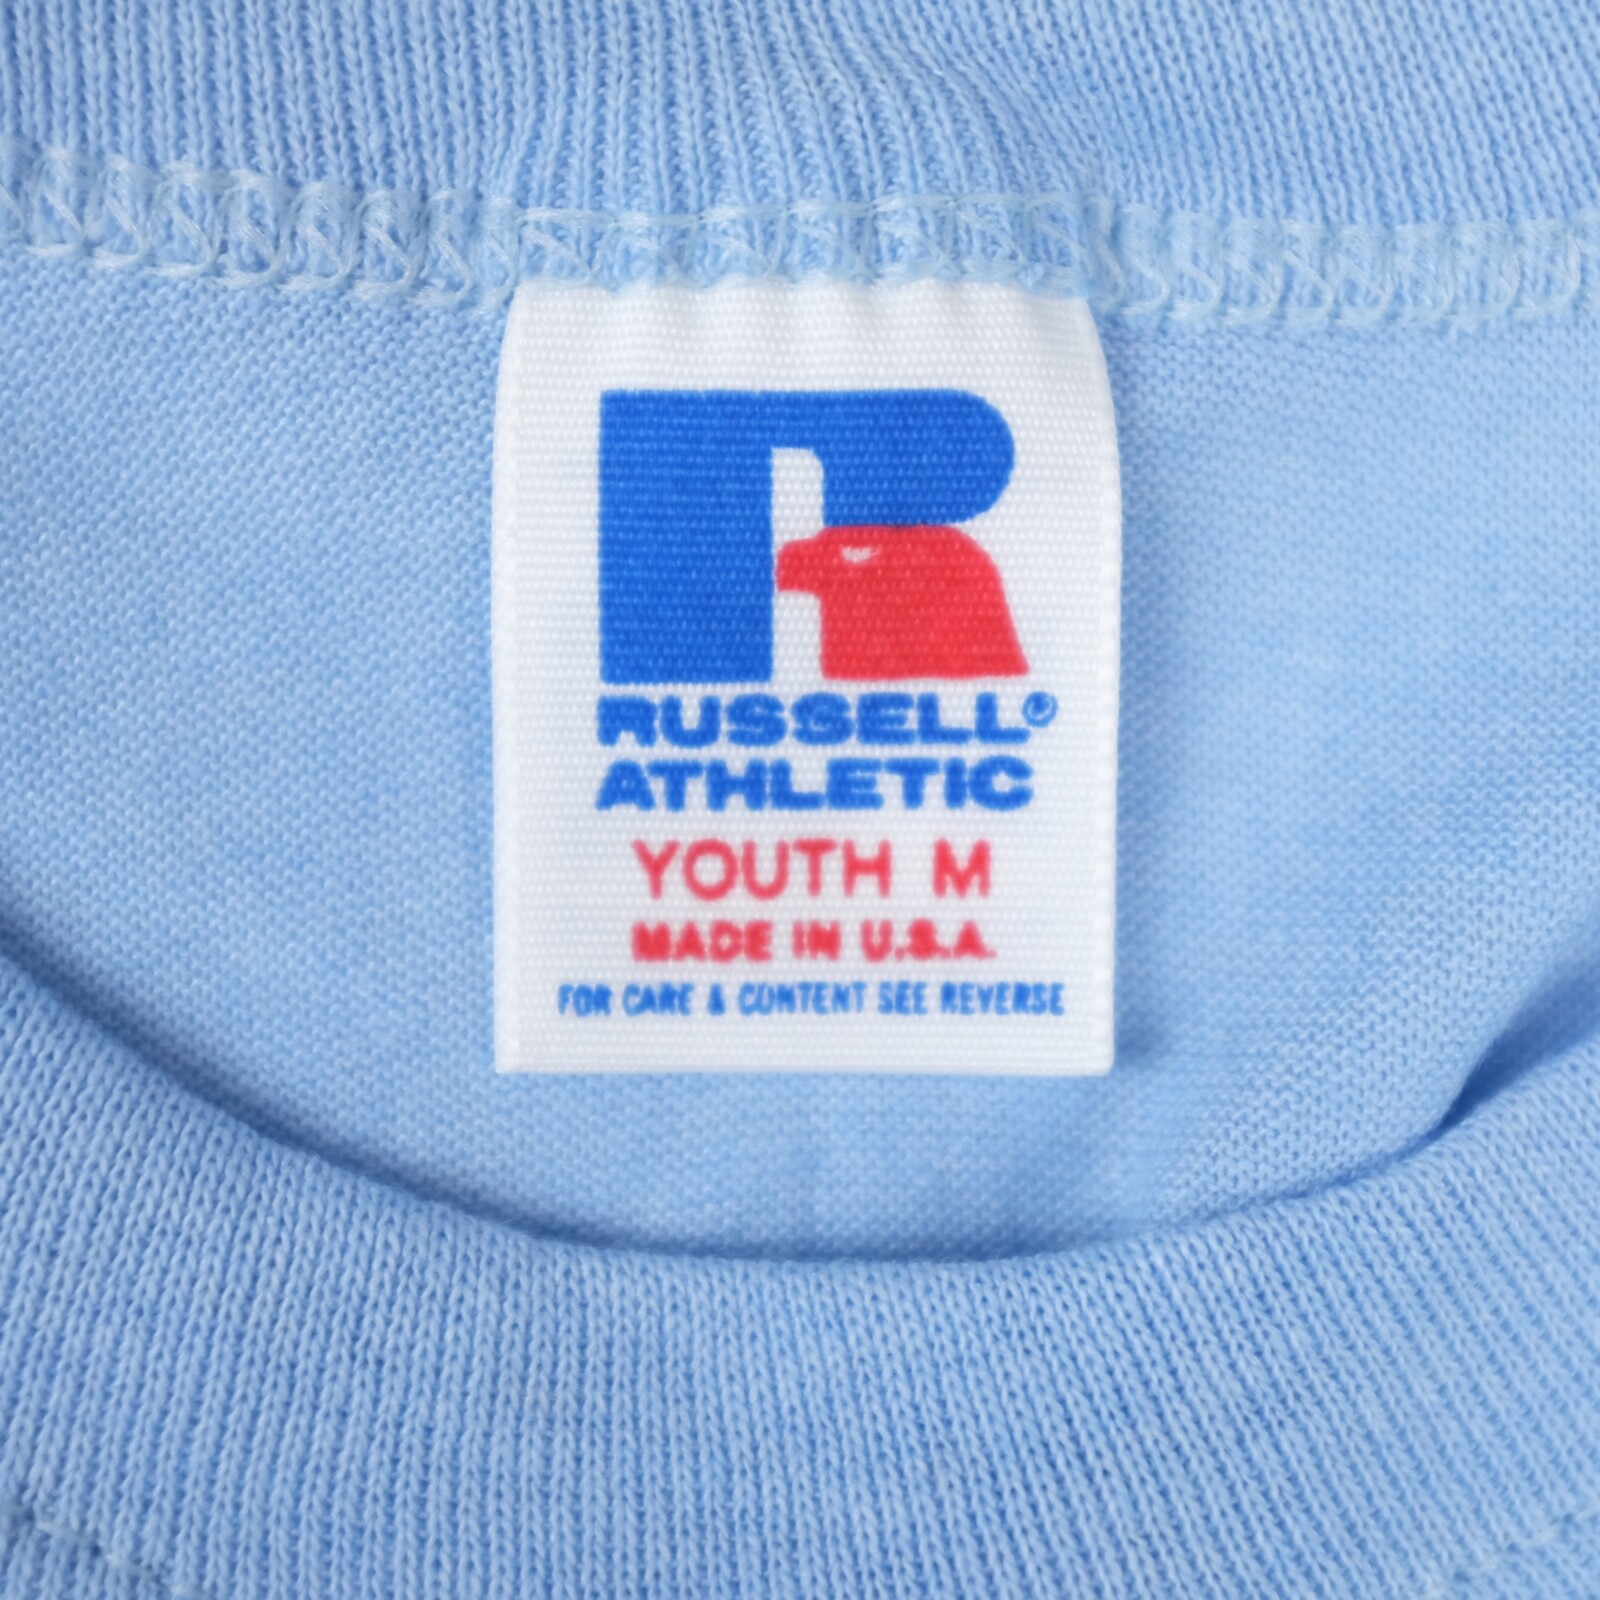 R
RUSSELL®
ATHLETIC
YOUTH M
MADE IN U.S.A.
FOR CARE & CONTENT SEE REVERSE